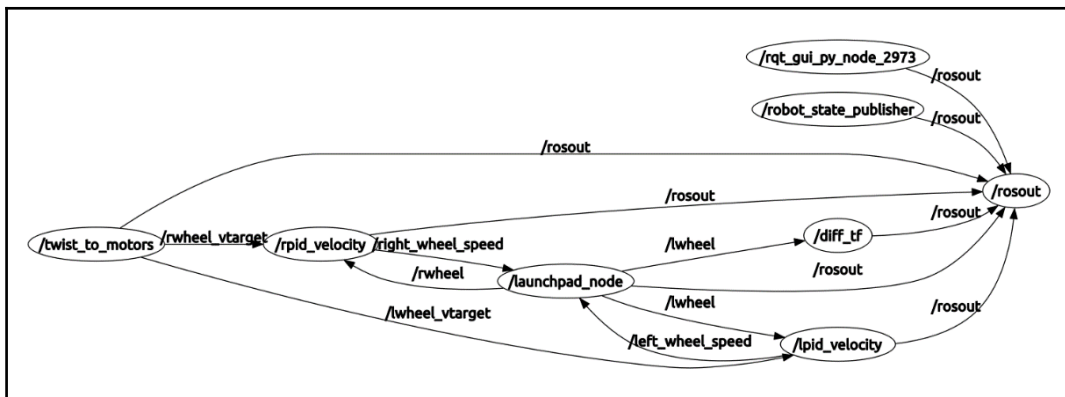 /rqt_gui_py_node_2973
/rosout
/robot_state_publisher
/rosout
/rosout
/rosout
/rosout
/rosout
/twist_to_motors
/rwheel_vtarget
/rpid_velocity
/right_wheel_speed
/lwheel
/diff_tf
/rwheel
/launchpad_node
/rosout
/lwheel
/rosout
/lwheel_vtarget
/left_wheel_speed
/lpid_velocity